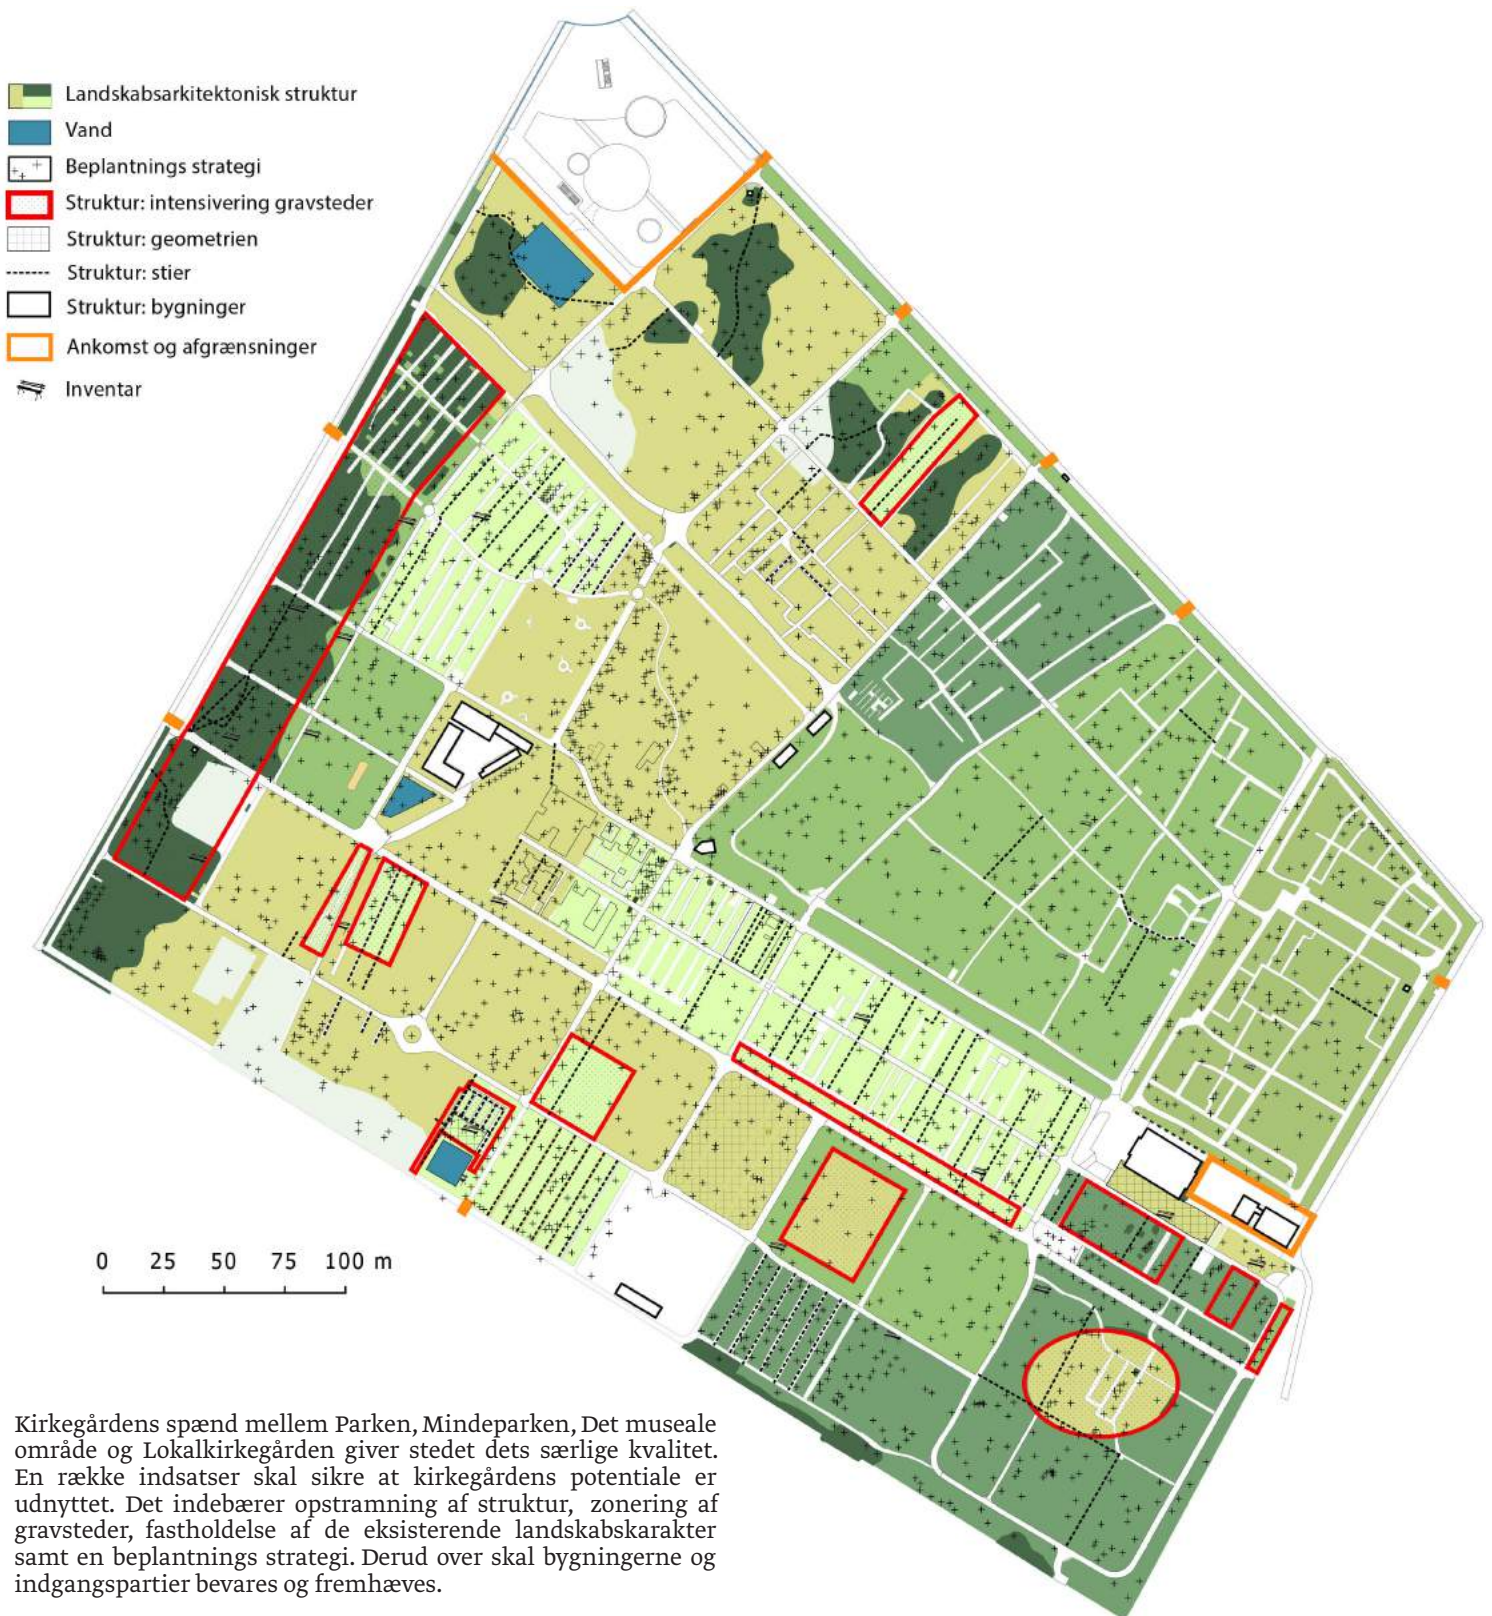 Landskabsarkitektonisk struktur
Vand
Beplantnings strategi
Struktur: intensivering gravsteder
Struktur: geometrien
Struktur: stier
Struktur: bygninger
Ankomst og afgrænsninger
Inventar
0 25 50 75 100 m
Kirkegårdens spænd mellem Parken, Mindeparken, Det museale
område og Lokalkirkegården giver stedet dets særlige kvalitet.
En række indsatser skal sikre at kirkegårdens potentiale er
udnyttet. Det indebærer opstramning af struktur, zonering af
gravsteder, fastholdelse af de eksisterende landskabskarakter
samt en beplantnings strategi. Derud over skal bygningerne og
indgangspartier bevares og fremhæves.